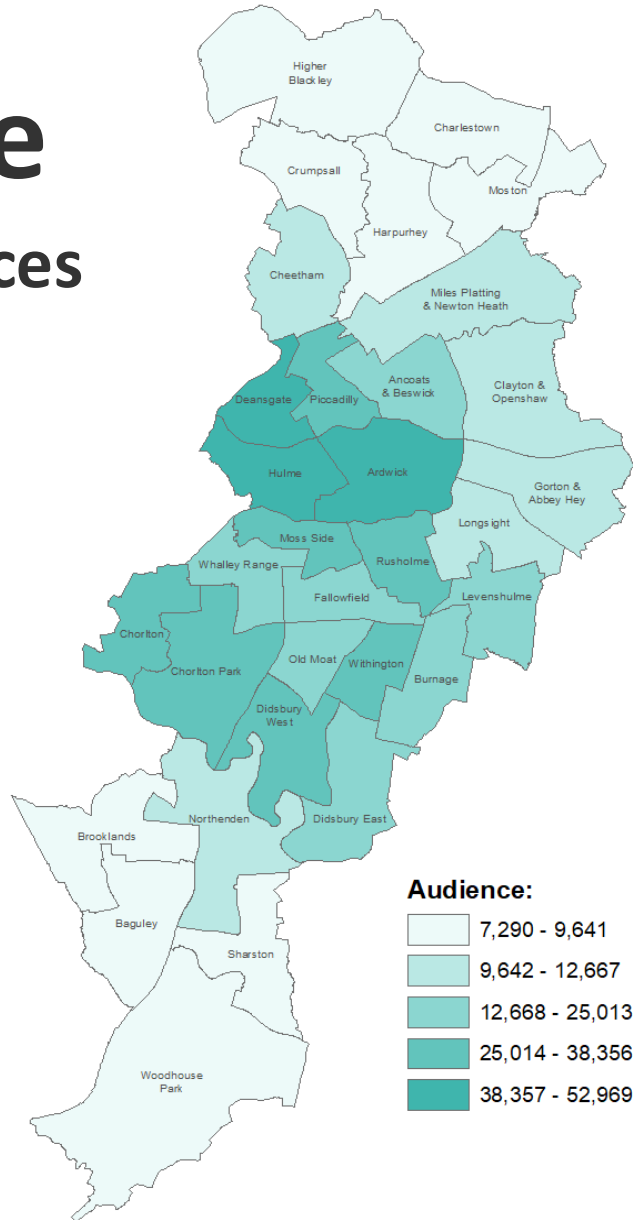 e
ces
Higher
Blackley
Charlestown
Crumpsall
Moston
Harpurhey
Cheetham
Miles Platting
& Newton Heath
Ancoats
& Beswick
Clayton &
Openshaw
Deansgate
Piccadilly
Hulme
Ardwick
Gorton &
Abbey Hey
Longsight
Moss Side
Rusholme
Whalley Range
Fallowfield
Levenshulme
Chorlton
Chorlton Park
Old Moat
Withington
Burnage
Didsbury
West
Northenden
Didsbury East
Brooklands
Baguley
Sharston
Woodhouse
Park
Audience:
7,290 - 9,641
9,642 - 12,667
12,668 - 25,013
25,014 - 38,356
38,357 - 52,969